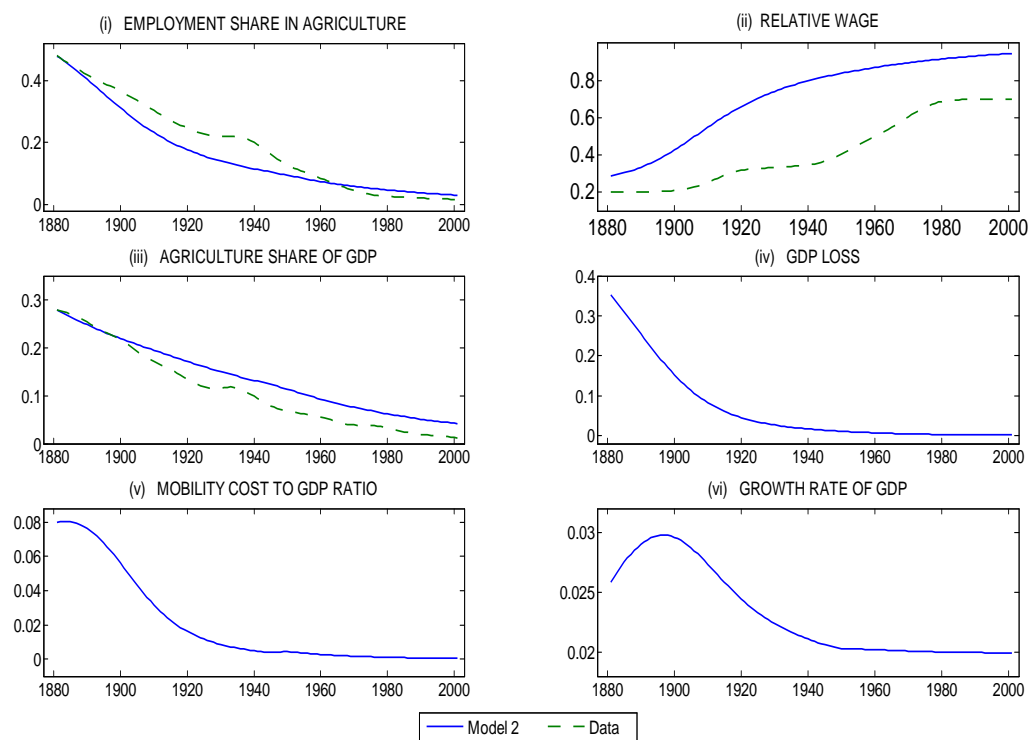 (i) EMPLOYMENT SHARE IN AGRICULTURE
0.4
0.2
0
1880 1900 1920 1940 1960 1980 2000
(ii) RELATIVE WAGE
0.8
0.6
0.4
0.2
1880 1900 1920 1940 1960 1980 2000
(iii) AGRICULTURE SHARE OF GDP
0.3
0.2
0.1
0
1880 1900 1920 1940 1960 1980 2000
(iv) GDP LOSS
0.4
0.3
0.2
0.1
0
1880 1900 1920 1940 1960 1980 2000
(v) MOBILITY COST TO GDP RATIO
0.08
0.06
0.04
0.02
0
1880 1900 1920 1940 1960 1980 2000
(vi) GROWTH RATE OF GDP
0.03
0.025
0.02
1880 1900 1920 1940 1960 1980 2000
Model 2 Data